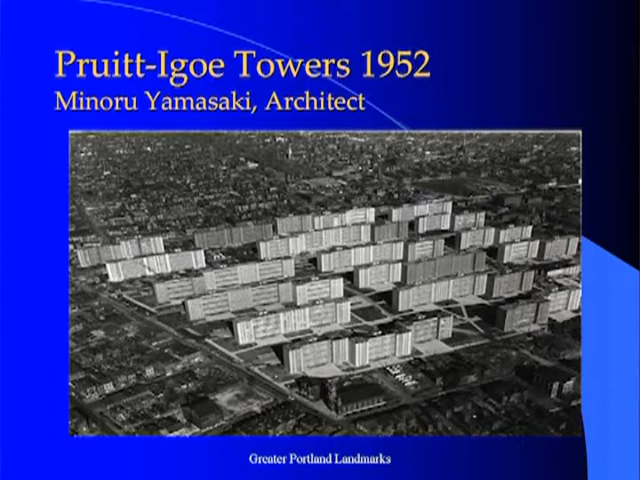 Pruitt-Igoe Towers 1952
Minoru Yamasaki, Architect
Greater Portland Landmarks